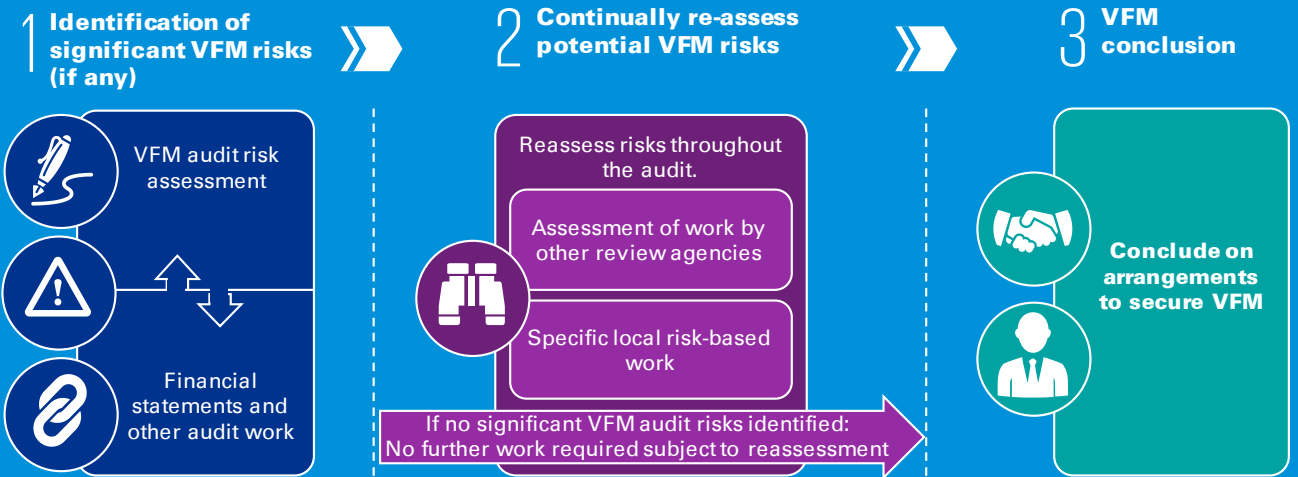 1
Identification of
significant VFM risks
(if any)
2
Continually re-assess
potential VFM risks
3
VFM
conclusion
VFM audit risk
assessment
Financial
statements and
other audit work
Reassess risks throughout
the audit.
Assessment of work by
other review agencies
Specific local risk-based
work
If no significant VFM audit risks identified:
No further work required subject to reassessment
Conclude on
arrangements
to secure VFM